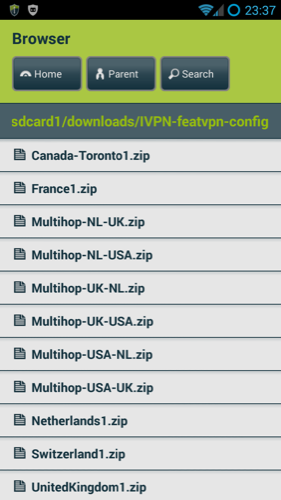 23:37
Browser
Home Parent Search
sdcard1/downloads/IVPN-featvpn-config
Canada-Toronto1.zip
France1.zip
Multihop-NL-UK.zip
Multihop-NL-USA.zip
Multihop-UK-NL.zip
Multihop-UK-USA.zip
Multihop-USA-NL.zip
Multihop-USA-UK.zip
Netherlands1.zip
Switzerland1.zip
UnitedKingdom1.zip